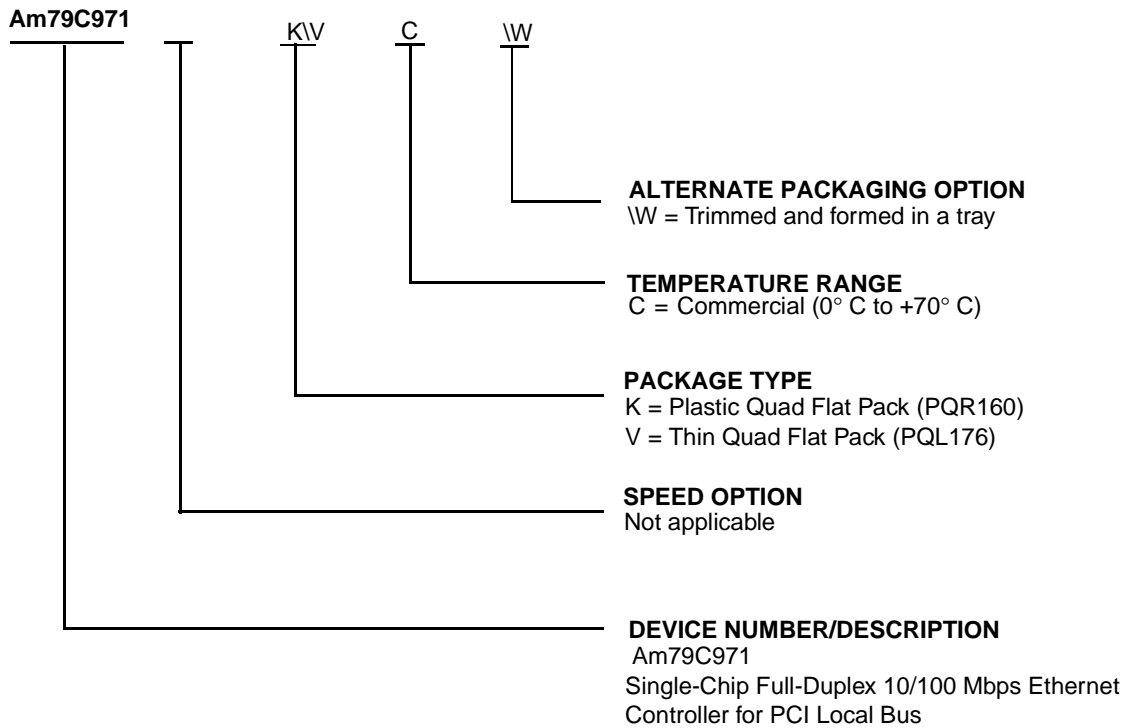 Am79C971
K\V
C
\W
ALTERNATE PACKAGING OPTION
\W = Trimmed and formed in a tray
TEMPERATURE RANGE
C = Commercial (0° C to +70° C)
PACKAGE TYPE
K = Plastic Quad Flat Pack (PQR160)
V = Thin Quad Flat Pack (PQL176)
SPEED OPTION
Not applicable
DEVICE NUMBER/DESCRIPTION
Am79C971
Single-Chip Full-Duplex 10/100 Mbps Ethernet
Controller for PCI Local Bus